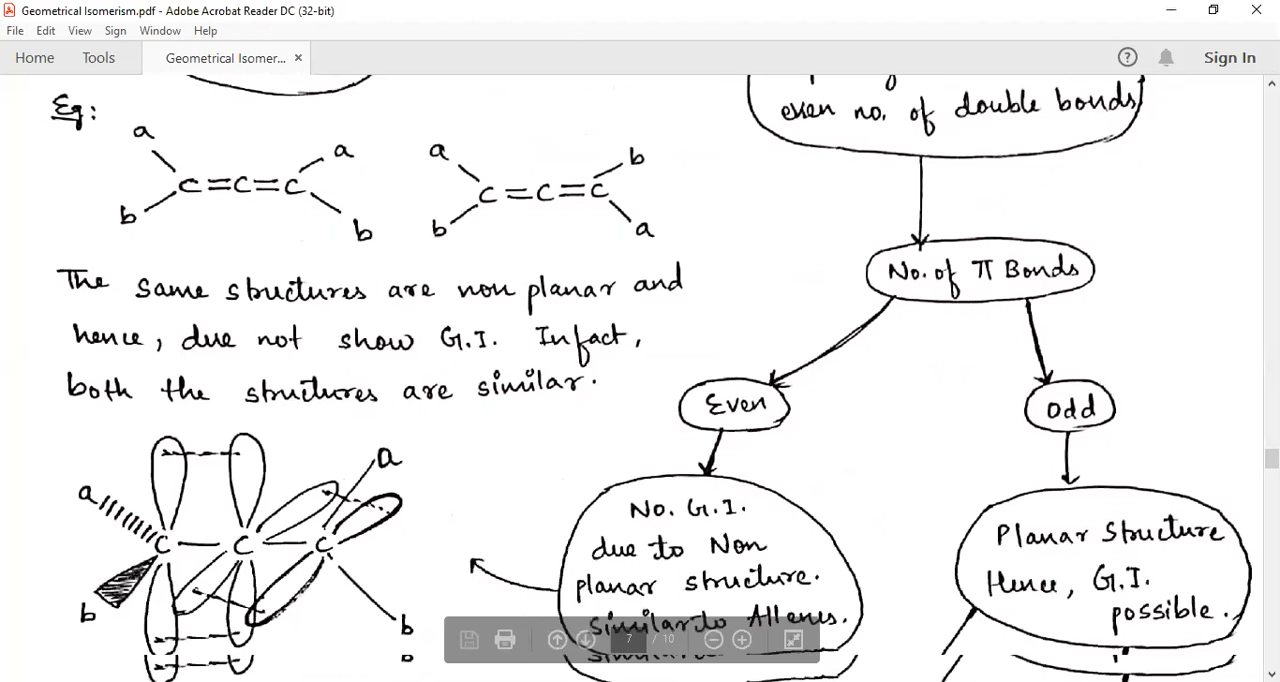 Geometrical Isomerism.pdf - Adobe Acrobat Reader DC (32-bit)
File Edit View Sign Window Help
Home Tools Geometrical Isomer... × Sign In
Eg:
a a
C=C=C
b b
a b
C=C=C
b a
The same structures are non planar and
hence, due not show G.I. Infact,
both the structures are similar.
a a
C C C
b b
even no. of double bonds
No. of π Bonds
Even
Odd
No. G.I.
due to Non
planar structure.
similar to Allenes.
Planar Structure
Hence, G.I.
possible.
7 / 10